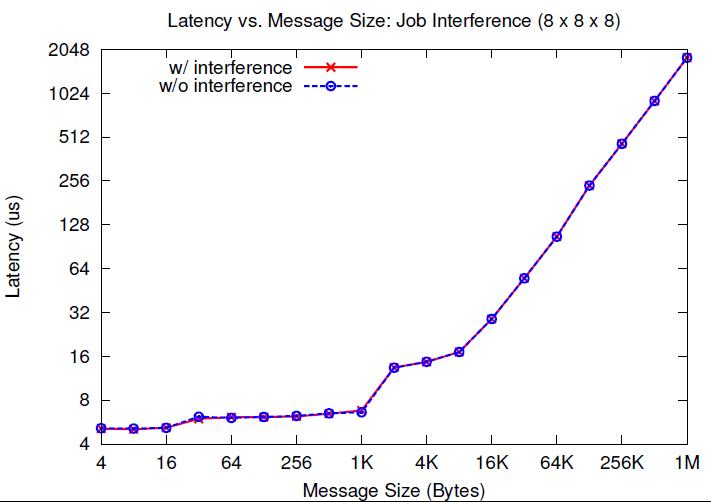 Latency vs. Message Size: Job Interference (8 x 8 x 8)
2048
1024
512
256
128
64
32
16
8
4
Latency (us)
w/ interference
w/o interference
4 16 64 256 1K 4K 16K 64K 256K 1M
Message Size (Bytes)